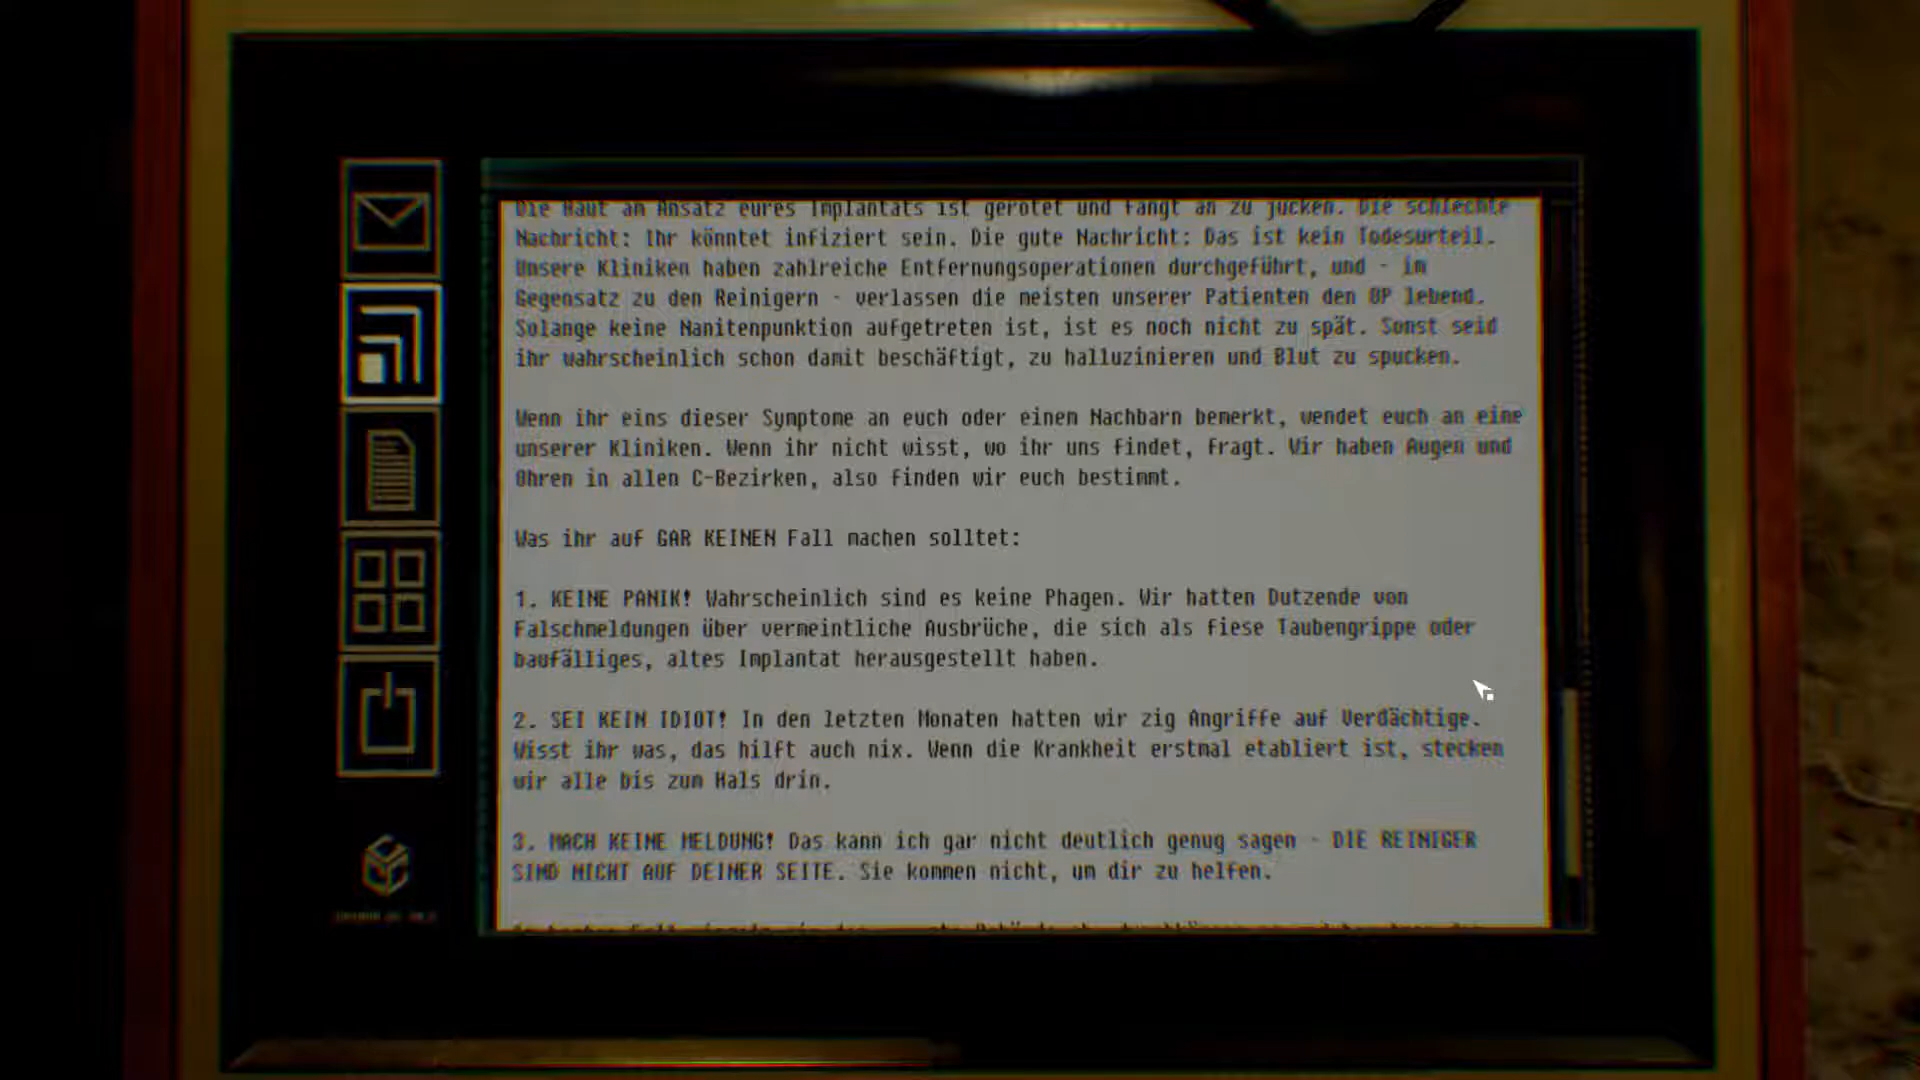 Die Haut am Ansatz eures Implantats ist gerötet und fängt an zu jucken. Die schlechte
Nachricht: Ihr könntet infiziert sein. Die gute Nachricht: Das ist kein Todesurteil.
Unsere Kliniken haben zahlreiche Entfernungsoperationen durchgeführt, und - im
Gegensatz zu den Reinigern - verlassen die meisten unserer Patienten den OP lebend.
Solange keine Nanitenpunktion aufgetreten ist, ist es noch nicht zu spät. Sonst seid
ihr wahrscheinlich schon damit beschäftigt, zu halluzinieren und Blut zu spucken.
Wenn ihr eins dieser Symptome an euch oder einem Nachbarn bemerkt, wendet euch an eine
unserer Kliniken. Wenn ihr nicht wisst, wo ihr uns findet, fragt. Wir haben Augen und
Ohren in allen C-Bezirken, also finden wir euch bestimmt.
Was ihr auf GAR KEINEN Fall machen solltet:
1. KEINE PANIK! Wahrscheinlich sind es keine Phagen. Wir hatten Dutzende von
Falschmeldungen über vermeintliche Ausbrüche, die sich als fiese Taubengrippe oder
baufälliges, altes Implantat herausgestellt haben.
2. SEI KEIN IDIOT! In den letzten Monaten hatten wir zig Angriffe auf Verdächtige.
Wisst ihr was, das hilft auch nix. Wenn die Krankheit erstmal etabliert ist, stecken
wir alle bis zum Hals drin.
3. MACH KEINE MELDUNG! Das kann ich gar nicht deutlich genug sagen - DIE REINIGER
SIND NICHT AUF DEINER SEITE. Sie kommen nicht, um dir zu helfen.